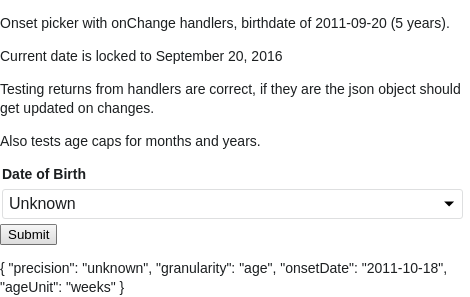 Onset picker with onChange handlers, birthdate of 2011-09-20 (5 years).
Current date is locked to September 20, 2016
Testing returns from handlers are correct, if they are the json object should
get updated on changes.
Also tests age caps for months and years.
Date of Birth
Unknown
Submit
{ "precision": "unknown", "granularity": "age", "onsetDate": "2011-10-18",
"ageUnit": "weeks" }